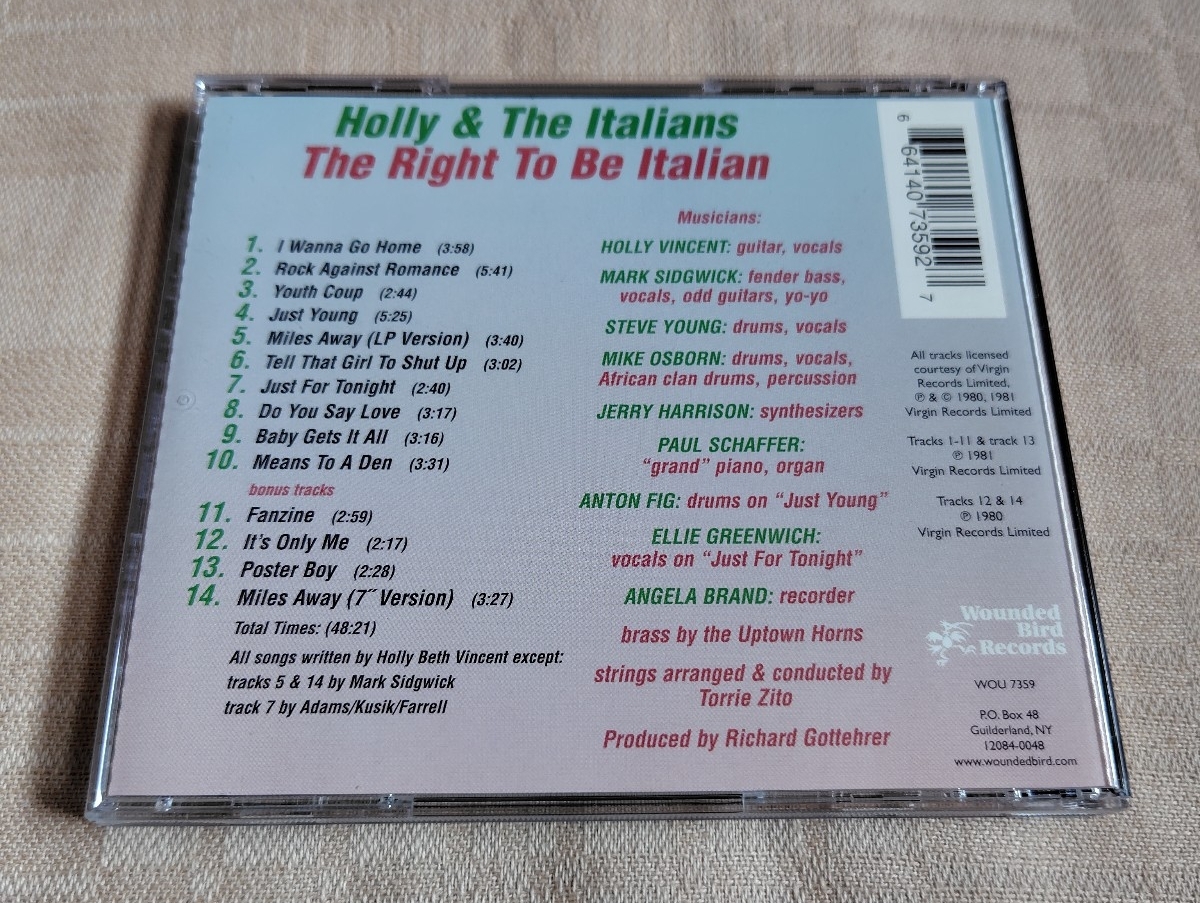 Holly & The Italians
The Right To Be Italian
1. I Wanna Go Home (3:58)
2. Rock Against Romance (5:41)
3. Youth Coup (2:44)
4. Just Young (5:25)
5. Miles Away (LP Version) (3:40)
6. Tell That Girl To Shut Up (3:02)
7. Just For Tonight (2:40)
8. Do You Say Love (3:17)
9. Baby Gets It All (3:16)
10. Means To A Den (3:31)
bonus tracks
11. Fanzine (2:59)
12. It's Only Me (2:17)
13. Poster Boy (2:28)
14. Miles Away (7˝ Version) (3:27)
Total Times: (48:21)
All songs written by Holly Beth Vincent except:
tracks 5 & 14 by Mark Sidgwick
track 7 by Adams/Kusik/Farrell
Musicians:
HOLLY VINCENT: guitar, vocals
MARK SIDGWICK: fender bass,
vocals, odd guitars, yo-yo
STEVE YOUNG: drums, vocals
MIKE OSBORN: drums, vocals,
African clan drums, percussion
JERRY HARRISON: synthesizers
PAUL SCHAFFER:
"grand" piano, organ
ANTON FIG: drums on "Just Young"
ELLIE GREENWICH:
vocals on "Just For Tonight"
ANGELA BRAND: recorder
brass by the Uptown Horns
strings arranged & conducted by
Torrie Zito
Produced by Richard Gottehrer
6 64140 73592 7
All tracks licensed
courtesy of Virgin
Records Limited,
℗ & © 1980, 1981
Virgin Records Limited
Tracks 1-11 & track 13
℗ 1981
Virgin Records Limited
Tracks 12 & 14
℗ 1980
Virgin Records Limited
Wounded
Bird
Records
WOU 7359
P.O. Box 48
Guilderland, NY
12084-0048
www.woundedbird.com